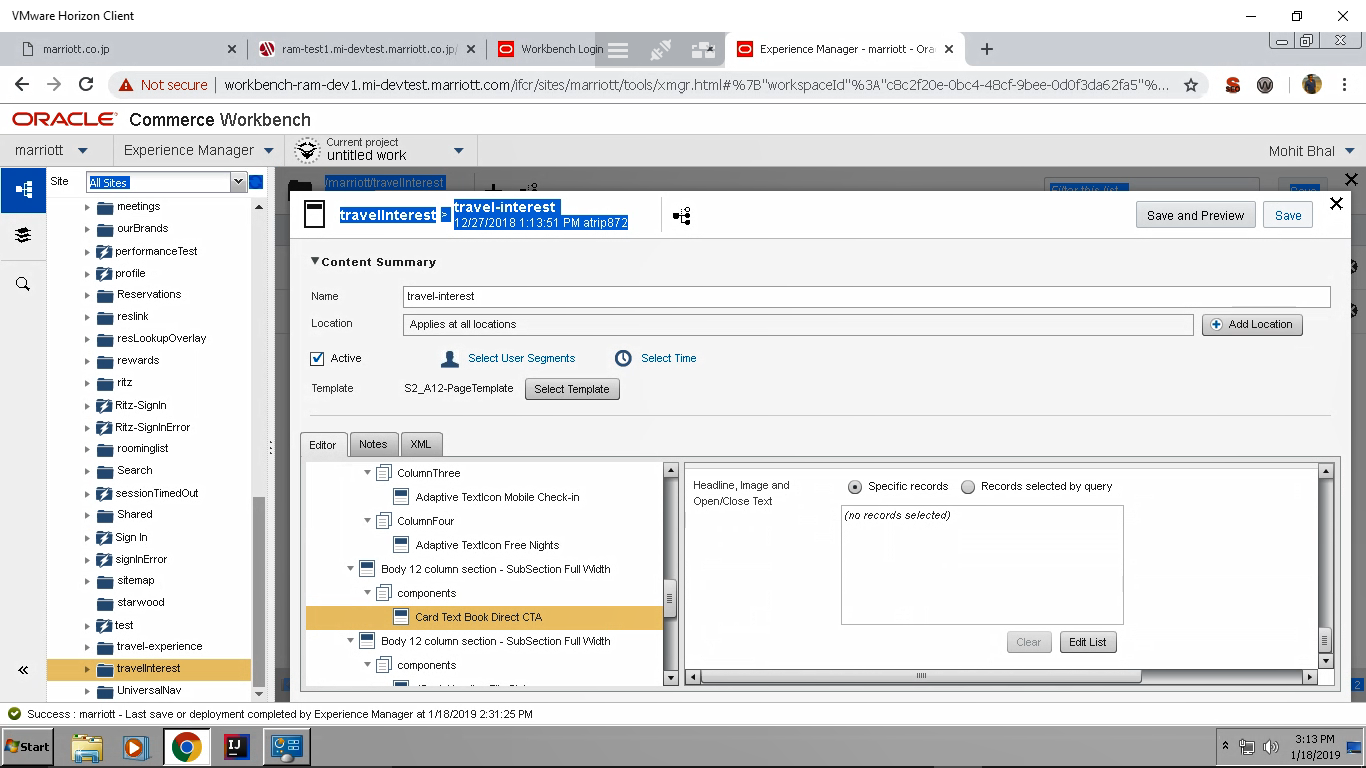 VMware Horizon Client
marriott.co.jp
ram-test1.mi-devtest.marriott.co.jp/
Workbench Login
Experience Manager - marriott - Ora
Not secure
workbench-ram-dev1.mi-devtest.marriott.com/ifcr/sites/marriott/tools/xmgr.html#%7B"workspaceId"%3A"c8c2f20e-0bc4-48cf-9bee-0d0f3da62fa5"%...
ORACLE Commerce Workbench
marriott
Experience Manager
Current project
untitled work
Mohit Bhal
Site
All Sites
/marriott/travelInterest
Filter this list...
Save
meetings
ourBrands
performanceTest
profile
Reservations
reslink
resLookupOverlay
rewards
ritz
Ritz-SignIn
Ritz-SignInError
roominglist
Search
sessionTimedOut
Shared
Sign In
signInError
sitemap
starwood
test
travel-experience
travelInterest
UniversalNav
travelInterest > travel-interest
12/27/2018 1:13:51 PM atrip872
Save and Preview
Save
Content Summary
Name
travel-interest
Location
Applies at all locations
Add Location
Active
Select User Segments
Select Time
Template
S2_A12-PageTemplate
Select Template
Editor
Notes
XML
ColumnThree
Adaptive TextIcon Mobile Check-in
ColumnFour
Adaptive TextIcon Free Nights
Body 12 column section - SubSection Full Width
components
Card Text Book Direct CTA
Body 12 column section - SubSection Full Width
components
Headline, Image and
Open/Close Text
Specific records
Records selected by query
(no records selected)
Clear
Edit List
2
Success : marriott - Last save or deployment completed by Experience Manager at 1/18/2019 2:31:25 PM
Start
3:13 PM
1/18/2019